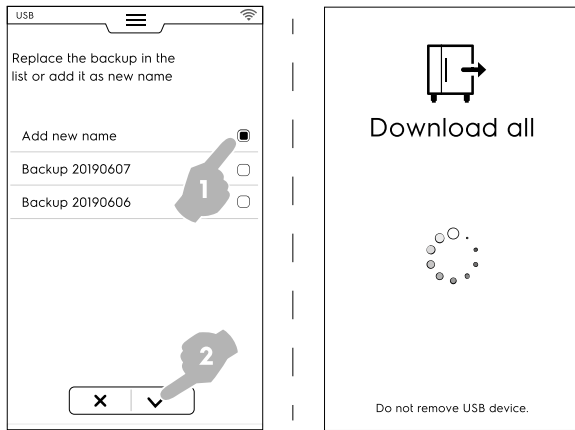 USB
Replace the backup in the
list or add it as new name
Add new name
Backup 20190607
Backup 20190606
1
2
Download all
Do not remove USB device.